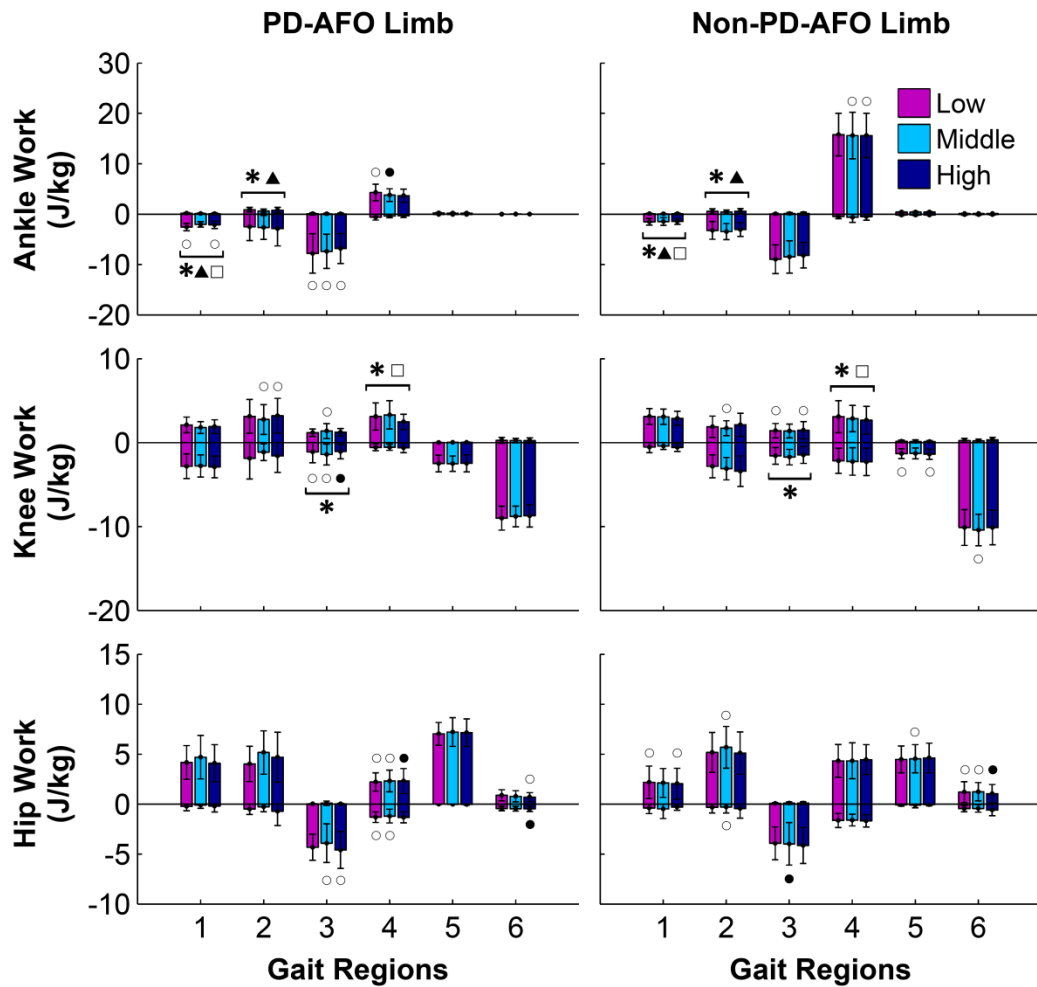 PD-AFO Limb
Non-PD-AFO Limb
Ankle Work
(J/kg)
30
20
10
0
-10
-20
*▲
*▲□
*▲
*▲□
Low
Middle
High
Knee Work
(J/kg)
10
0
-10
-20
*□
*
*□
*
Hip Work
(J/kg)
15
10
5
0
-5
-10
1 2 3 4 5 6
1 2 3 4 5 6
Gait Regions
Gait Regions